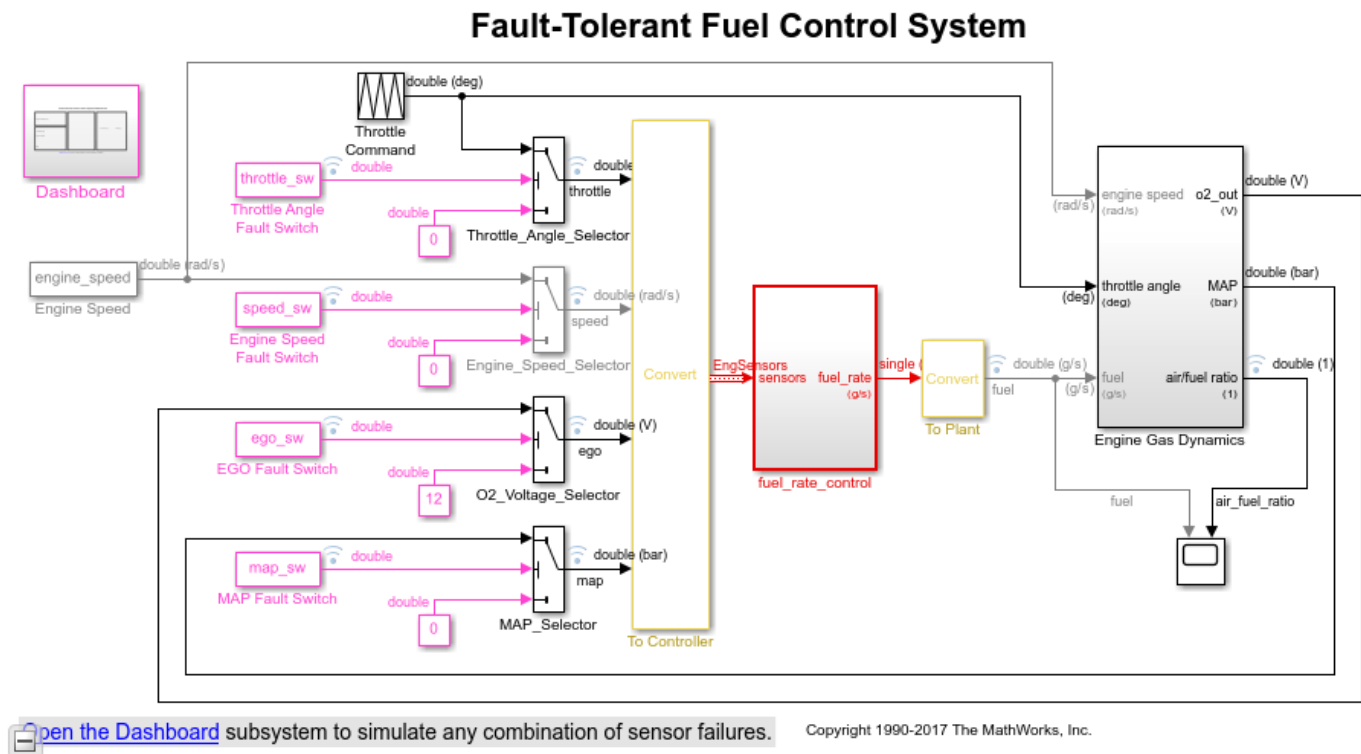 Fault-Tolerant Fuel Control System
double (deg)
Throttle
Command
Dashboard
throttle_sw
double
Throttle Angle
Fault Switch
double
0
double
throttle
Throttle_Angle_Selector
engine_speed
double (rad/s)
Engine Speed
speed_sw
double
Engine Speed
Fault Switch
double
0
double (rad/s)
speed
Engine_Speed_Selector
ego_sw
double
EGO Fault Switch
double
12
double (V)
ego
O2_Voltage_Selector
map_sw
double
MAP Fault Switch
double
0
double (bar)
map
MAP_Selector
Convert
To Controller
EngSensors
sensors
fuel_rate
(g/s)
fuel_rate_control
single (
Convert
To Plant
double (g/s)
fuel
(g/s)
(rad/s)
engine speed
(rad/s)
o2_out
(V)
double (V)
(deg)
throttle angle
(deg)
MAP
(bar)
double (bar)
fuel
(g/s)
air/fuel ratio
(1)
double (1)
Engine Gas Dynamics
fuel
air_fuel_ratio
Open the Dashboard subsystem to simulate any combination of sensor failures.
Copyright 1990-2017 The MathWorks, Inc.